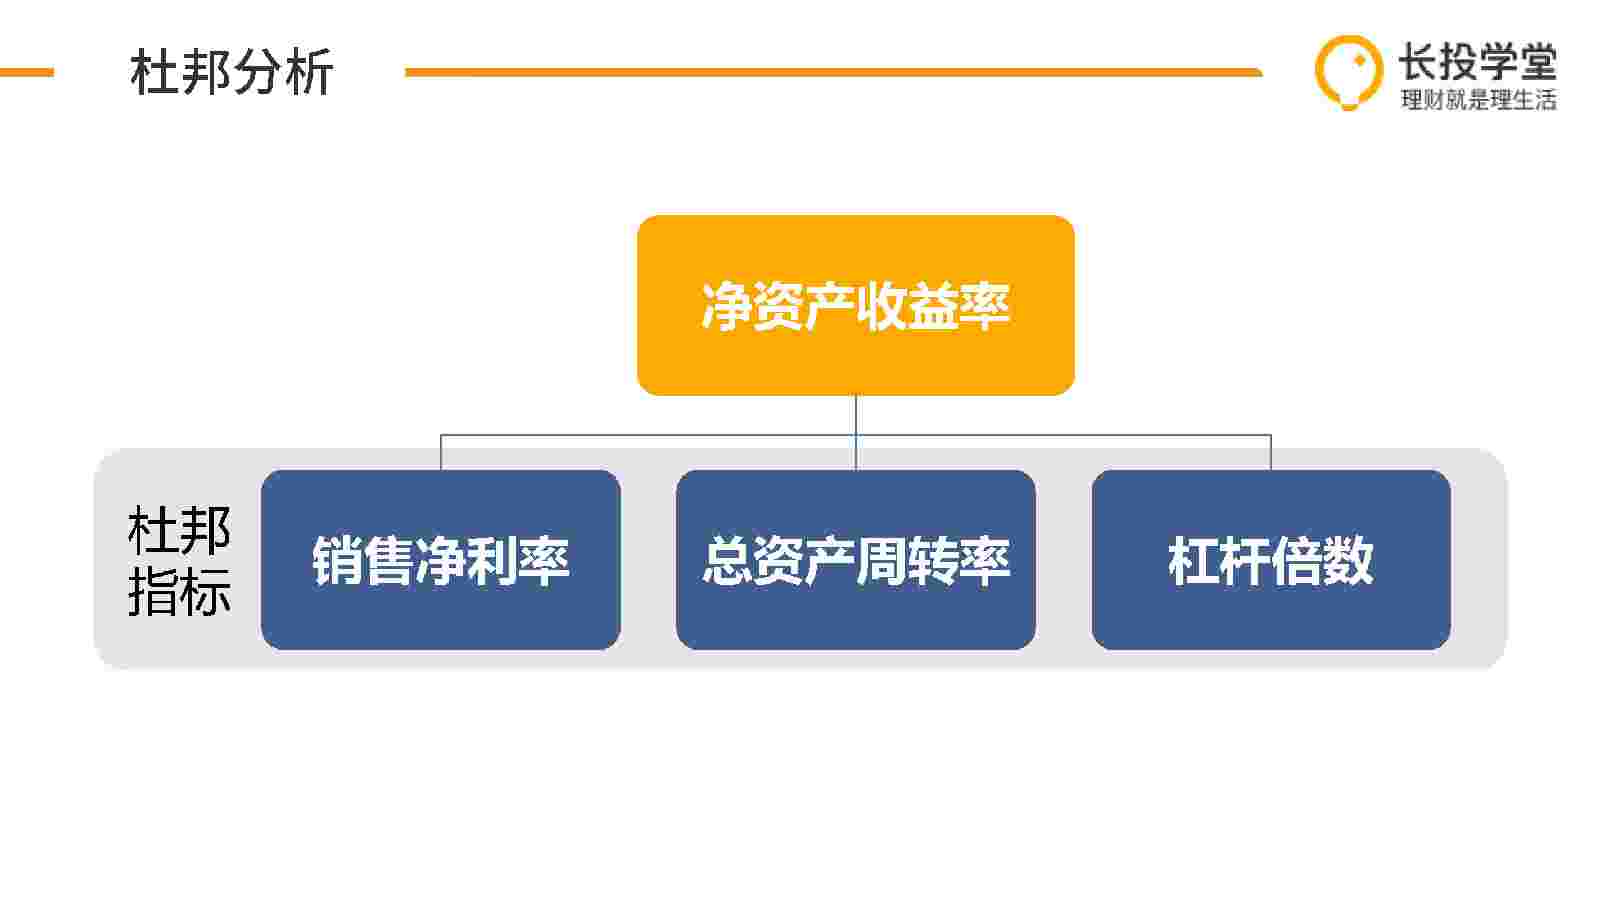 杜邦分析
长投学堂
理财就是理生活
净资产收益率
杜邦
指标
销售净利率
总资产周转率
杠杆倍数